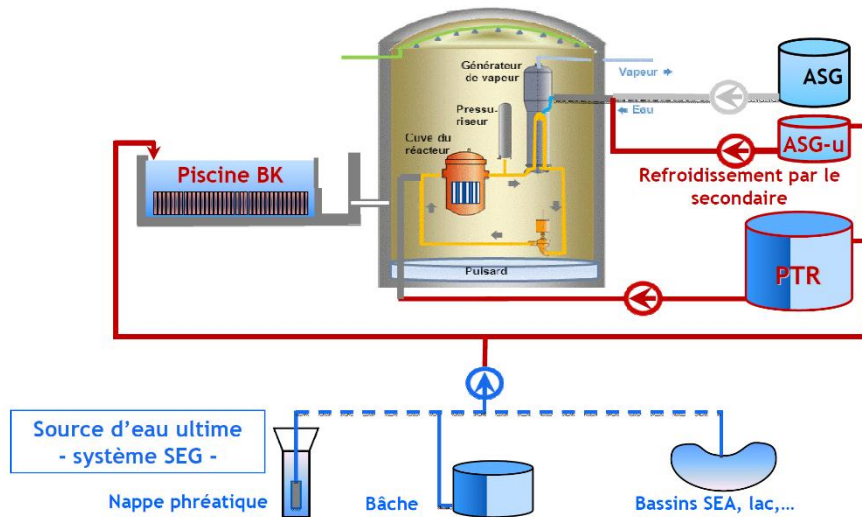 Générateur
de vapeur
Vapeur
ASG
Pressu-
riseur
Eau
Cuve du
réacteur
ASG-u
Piscine BK
Refroidissement par le
secondaire
PTR
Puisard
Source d'eau ultime
- système SEG -
Nappe phréatique
Bâche
Bassins SEA, lac,...